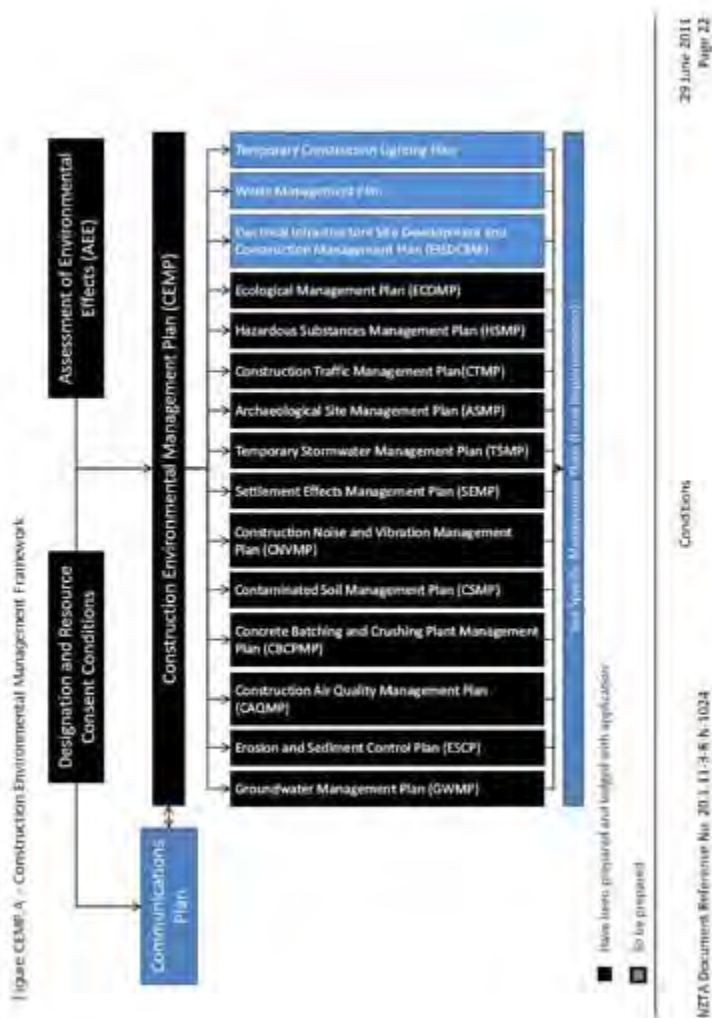 Figure CEMP.A - Construction Environmental Management Framework
Designation and Resource
Consent Conditions
Assessment of Environmental
Effects (AEE)
Communications
Plan
Construction Environmental Management Plan (CEMP)
Groundwater Management Plan (GWMP)
Erosion and Sediment Control Plan (ESCP)
Construction Air Quality Management Plan
(CAQMP)
Concrete Batching and Crushing Plant Management
Plan (CBCPMP)
Contaminated Soil Management Plan (CSMP)
Construction Noise and Vibration Management
Plan (CNVMP)
Settlement Effects Management Plan (SEMP)
Temporary Stormwater Management Plan (TSMP)
Archaeological Site Management Plan (ASMP)
Construction Traffic Management Plan(CTMP)
Hazardous Substances Management Plan (HSMP)
Ecological Management Plan (ECOMP)
Electrical Infrastructure Site Development and
Construction Management Plan (EISDCMP)
Waste Management Plan
Temporary Construction Lighting Plan
Site Specific Management Plans
Have been prepared and lodged with application
To be prepared
NZTA Document Reference No.
Conditions
29 June 2011
Page 22